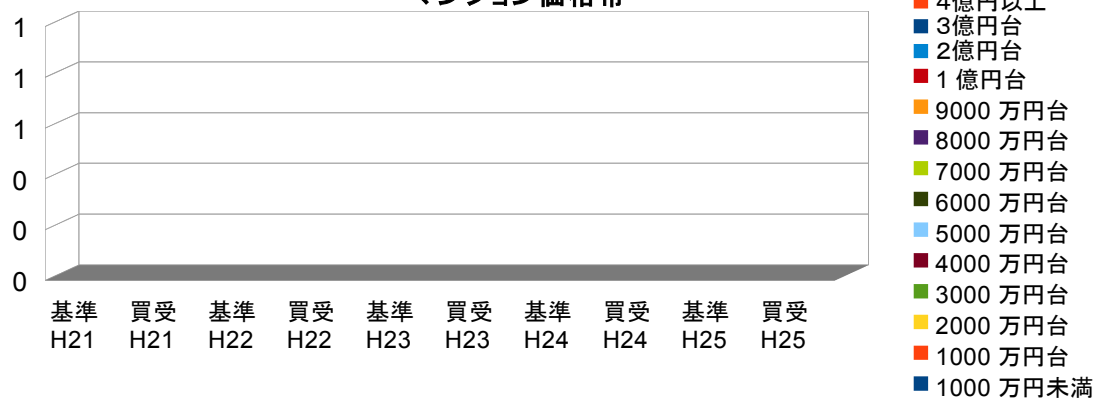 マンション価格帯
1
1
1
0
0
0
基準 買受 基準 買受 基準 買受 基準 買受 基準 買受
H21 H21 H22 H22 H23 H23 H24 H24 H25 H25
4億円以上
3億円台
2億円台
1 億円台
9000 万円台
8000 万円台
7000 万円台
6000 万円台
5000 万円台
4000 万円台
3000 万円台
2000 万円台
1000 万円台
1000 万円未満